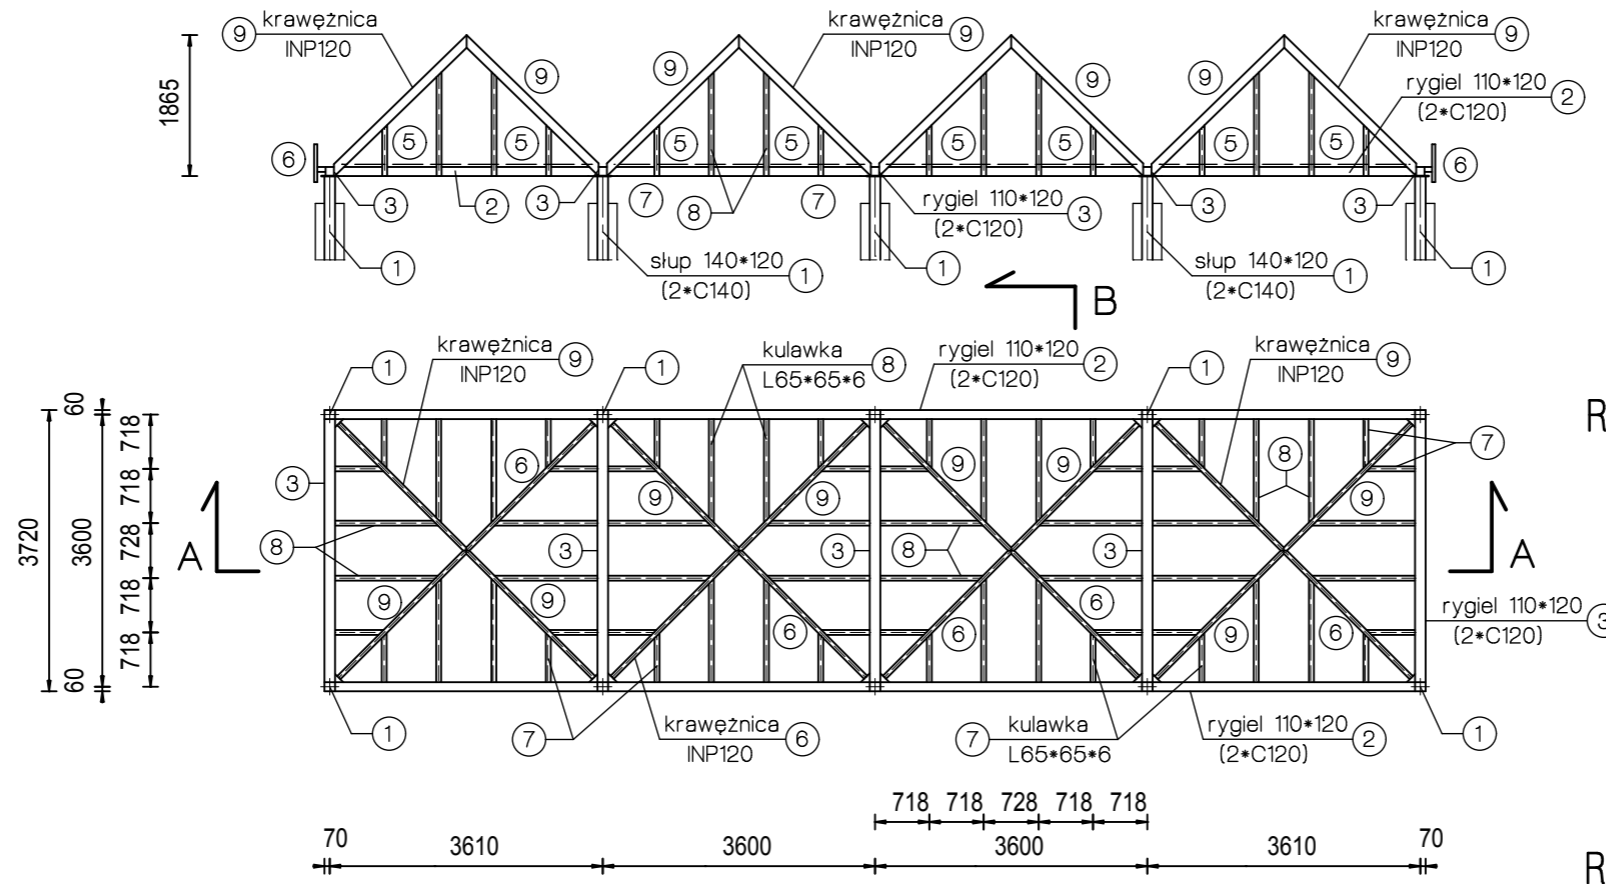 krawężnica
9
INP120
krawężnica
9
INP120
krawężnica
9
INP120
rygiel 110*120
2
(2*C120)
1865
9
9
9
9
5
5
5
5
5
5
5
5
6
6
3
2
3
7
8
7
rygiel 110*120
3
(2*C120)
3
3
1
słup 140*120
1
(2*C140)
1
słup 140*120
1
(2*C140)
1
B
1
krawężnica
9
INP120
1
kulawka
8
L65*65*6
rygiel 110*120
2
(2*C120)
1
krawężnica
9
INP120
R
60
718
718
728
718
718
60
3600
3720
3
6
9
9
9
9
8
9
7
A
A
8
3
3
8
3
9
9
6
6
6
9
6
rygiel 110*120
3
(2*C120)
1
7
krawężnica
6
INP120
7
kulawka
L65*65*6
rygiel 110*120
2
(2*C120)
1
718
718
728
718
718
70
3610
3600
3600
3610
70
R